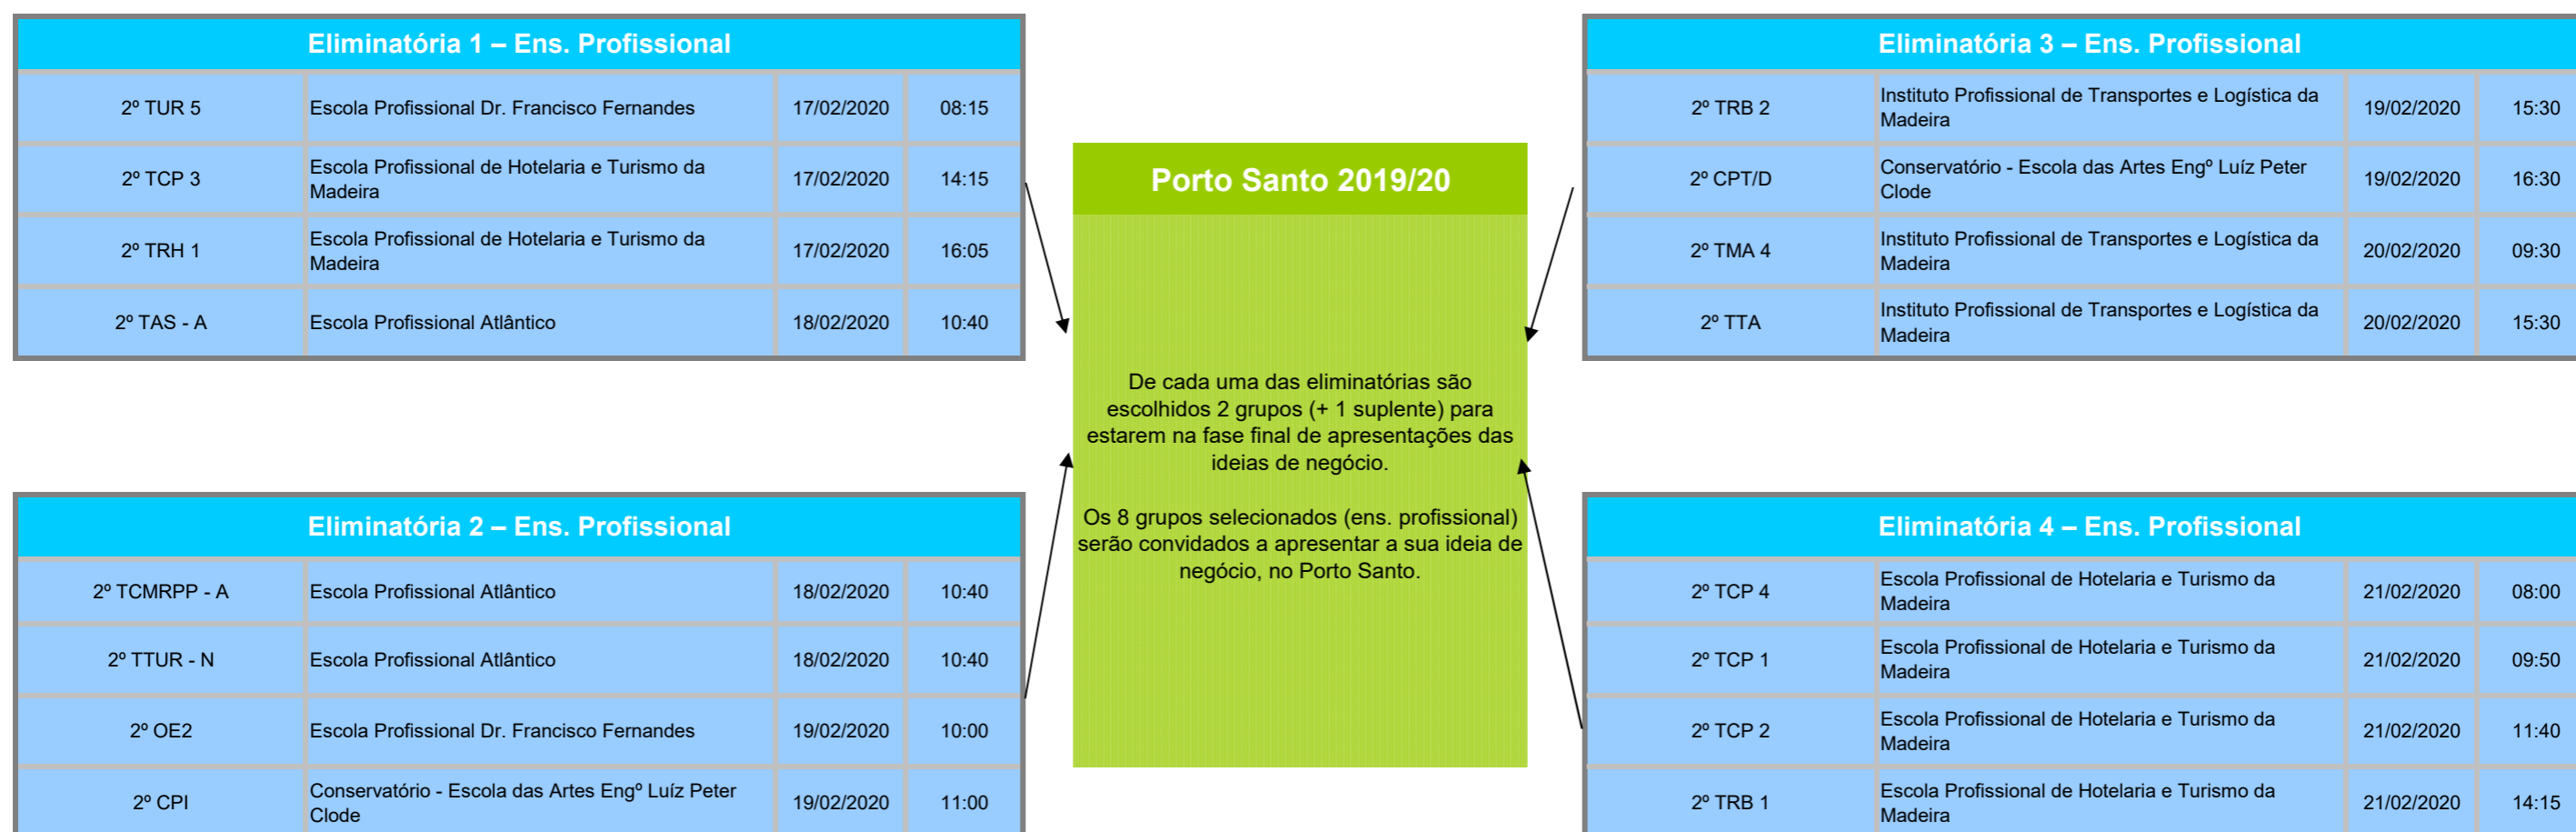 Eliminatória 1 – Ens. Profissional
2º TUR 5 Escola Profissional Dr. Francisco Fernandes 17/02/2020 08:15
2º TCP 3 Escola Profissional de Hotelaria e Turismo da
Madeira 17/02/2020 14:15
2º TRH 1 Escola Profissional de Hotelaria e Turismo da
Madeira 17/02/2020 16:05
2º TAS - A Escola Profissional Atlântico 18/02/2020 10:40
Eliminatória 2 – Ens. Profissional
2º TCMRPP - A Escola Profissional Atlântico 18/02/2020 10:40
2º TTUR - N Escola Profissional Atlântico 18/02/2020 10:40
2º OE2 Escola Profissional Dr. Francisco Fernandes 19/02/2020 10:00
2º CPI Conservatório - Escola das Artes Engº Luíz Peter
Clode 19/02/2020 11:00
Porto Santo 2019/20
De cada uma das eliminatórias são
escolhidos 2 grupos (+ 1 suplente) para
estarem na fase final de apresentações das
ideias de negócio.
Os 8 grupos selecionados (ens. profissional)
serão convidados a apresentar a sua ideia de
negócio, no Porto Santo.
Eliminatória 3 – Ens. Profissional
2º TRB 2 Instituto Profissional de Transportes e Logística da
Madeira 19/02/2020 15:30
2º CPT/D Conservatório - Escola das Artes Engº Luíz Peter
Clode 19/02/2020 16:30
2º TMA 4 Instituto Profissional de Transportes e Logística da
Madeira 20/02/2020 09:30
2º TTA Instituto Profissional de Transportes e Logística da
Madeira 20/02/2020 15:30
Eliminatória 4 – Ens. Profissional
2º TCP 4 Escola Profissional de Hotelaria e Turismo da
Madeira 21/02/2020 08:00
2º TCP 1 Escola Profissional de Hotelaria e Turismo da
Madeira 21/02/2020 09:50
2º TCP 2 Escola Profissional de Hotelaria e Turismo da
Madeira 21/02/2020 11:40
2º TRB 1 Escola Profissional de Hotelaria e Turismo da
Madeira 21/02/2020 14:15